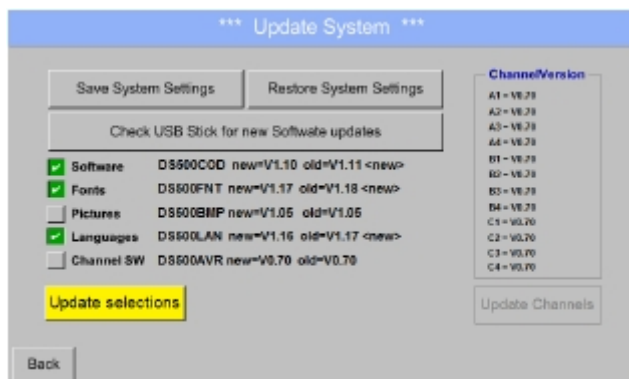 *** Update System ***
Save System Settings
Restore System Settings
Check USB Stick for new Softwate updates
Software DS500COD new=V1.10 old=V1.11 <new>
Fonts DS500FNT new=V1.17 old=V1.18 <new>
Pictures DS500BMP new=V1.05 old=V1.05
Languages DS500LAN new=V1.16 old=V1.17 <new>
Channel SW DS500AVR new=V0.70 old=V0.70
Update selections
Back
ChannelVersion
A1 = V0.70
A2 = V0.70
A3 = V0.70
A4 = V0.70
B1 = V0.70
B2 = V0.70
B3 = V0.70
B4 = V0.70
C1 = V0.70
C2 = V0.70
C3 = V0.70
C4 = V0.70
Update Channels